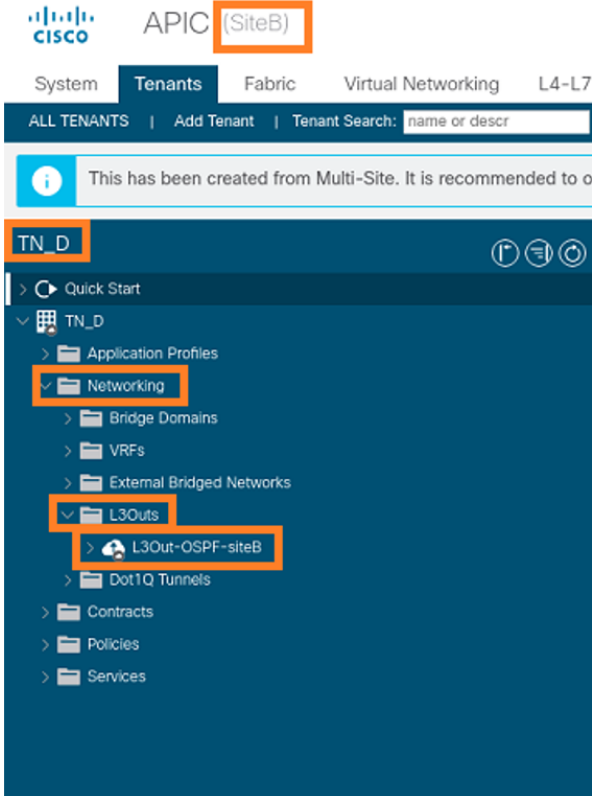 CISCO APIC (SiteB)
System Tenants Fabric Virtual Networking L4-L7
ALL TENANTS | Add Tenant | Tenant Search: name or descr
i This has been created from Multi-Site. It is recommended to o
TN_D
Quick Start
TN_D
Application Profiles
Networking
Bridge Domains
VRFs
External Bridged Networks
L3Outs
L3Out-OSPF-siteB
Dot1Q Tunnels
Contracts
Policies
Services